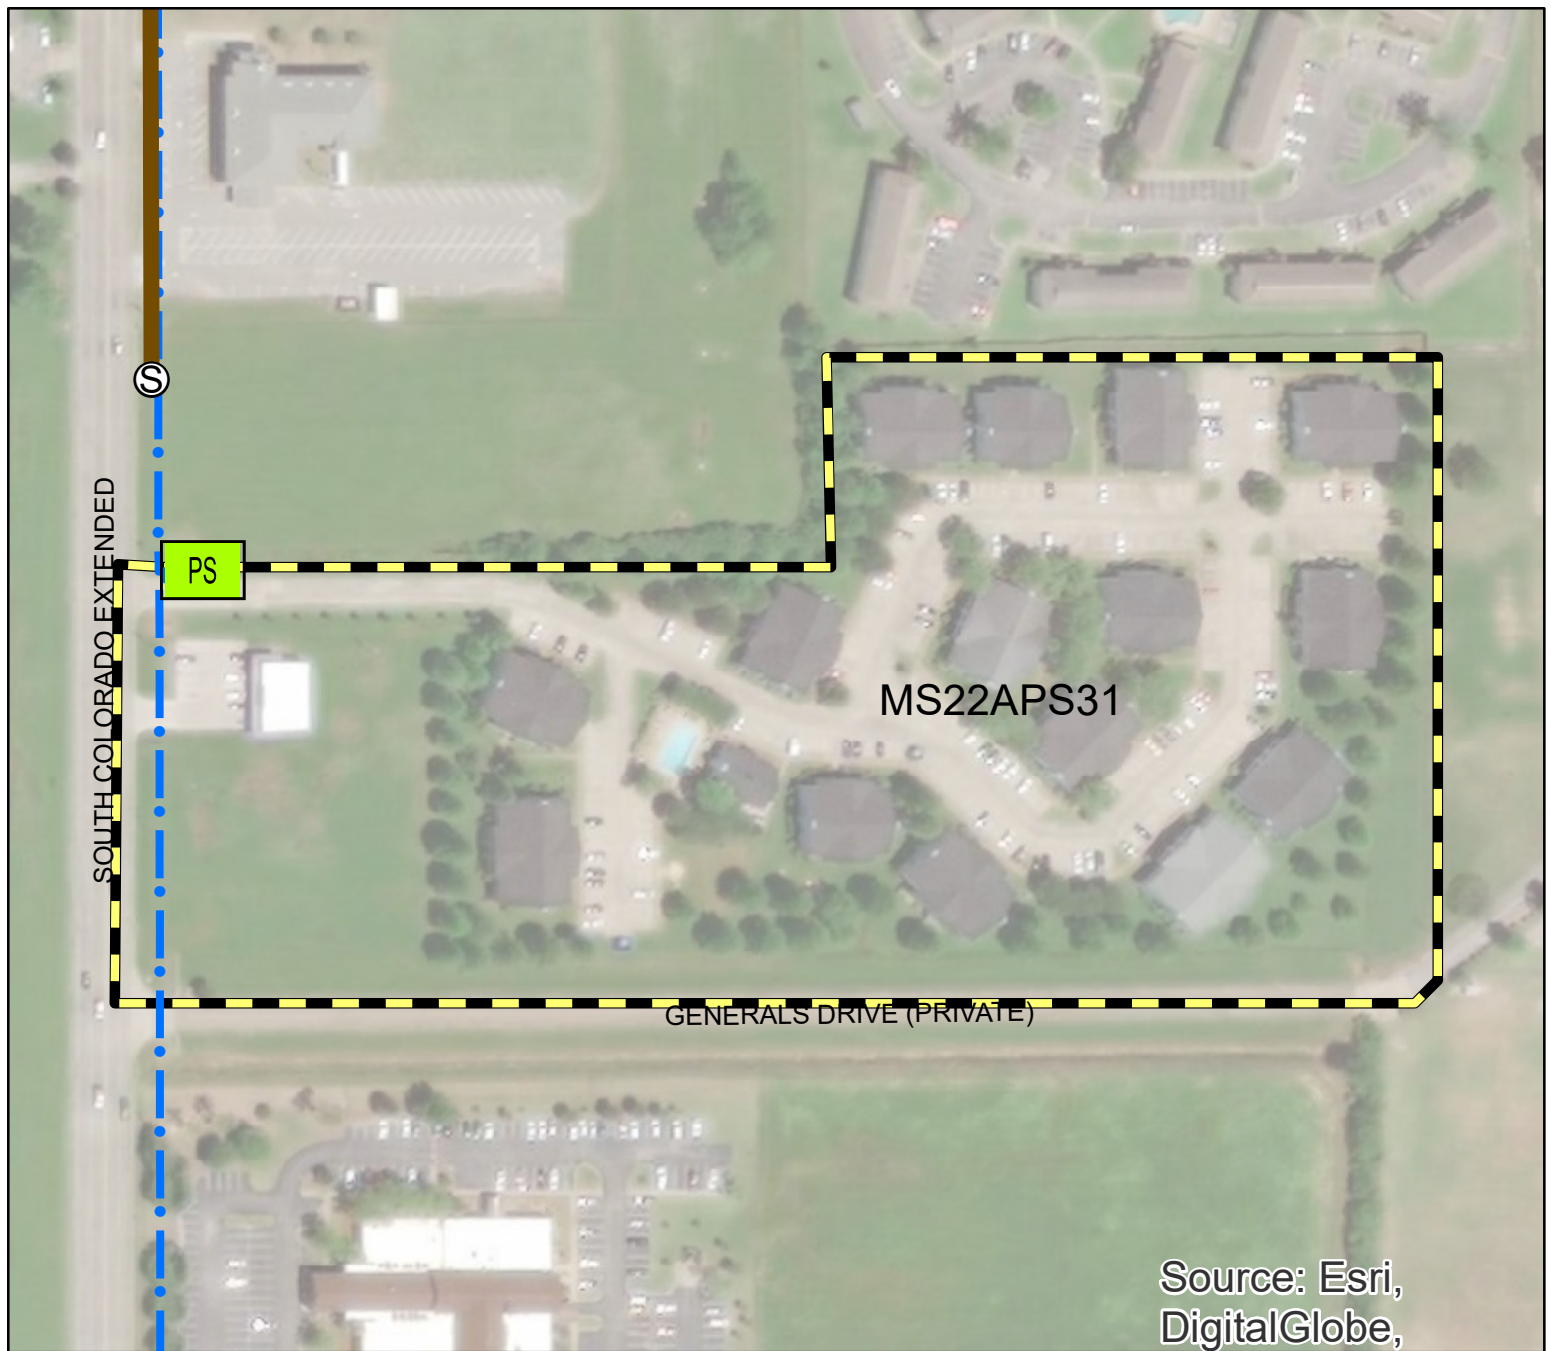 S
SOUTH COLORADO EXTENDED
PS
MS22APS31
GENERALS DRIVE (PRIVATE)
Source: Esri,
DigitalGlobe,